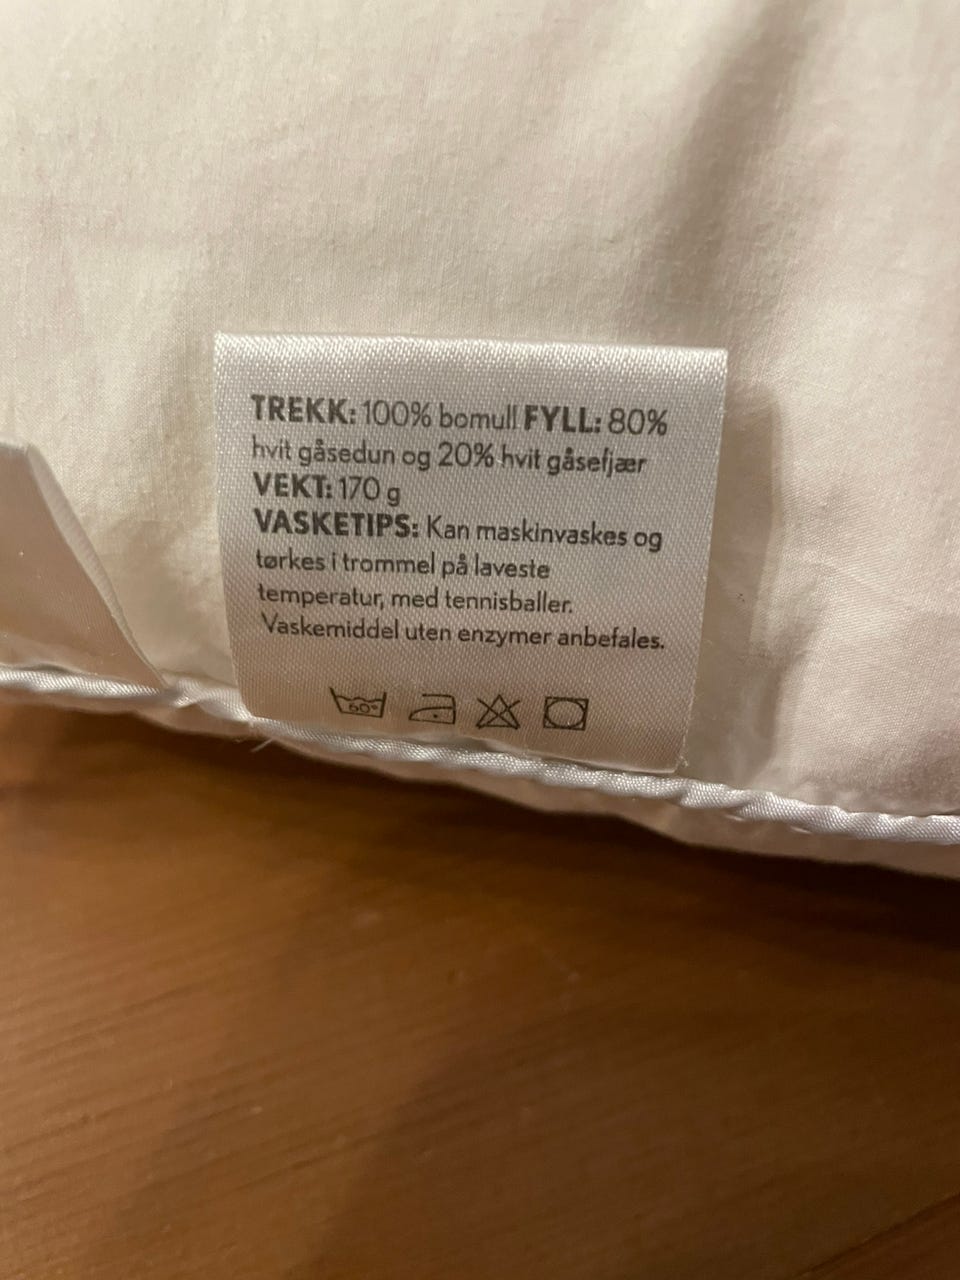 TREKK: 100% bomull FYLL: 80%
hvit gåsedun og 20% hvit gåsefjær
VEKT: 170 g
VASKETIPS: Kan maskinvaskes og
tørkes i trommel på laveste
temperatur, med tennisballer.
Vaskemiddel uten enzymer anbefales.
60°